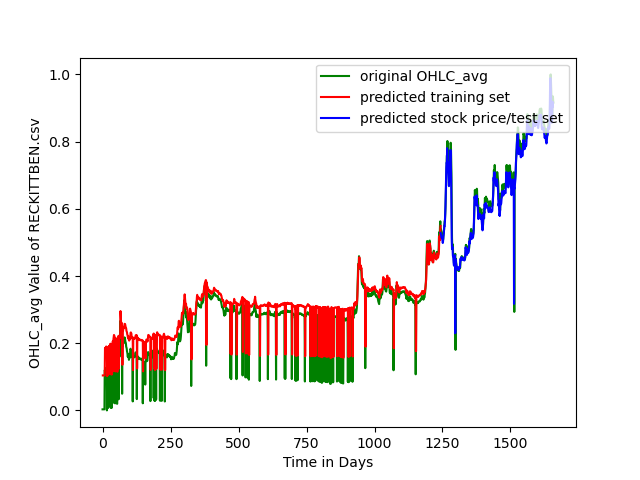 original OHLC_avg
predicted training set
predicted stock price/test set
1.0
0.8
0.6
0.4
0.2
0.0
OHLC_avg Value of RECKITTBEN.csv
0 250 500 750 1000 1250 1500
Time in Days